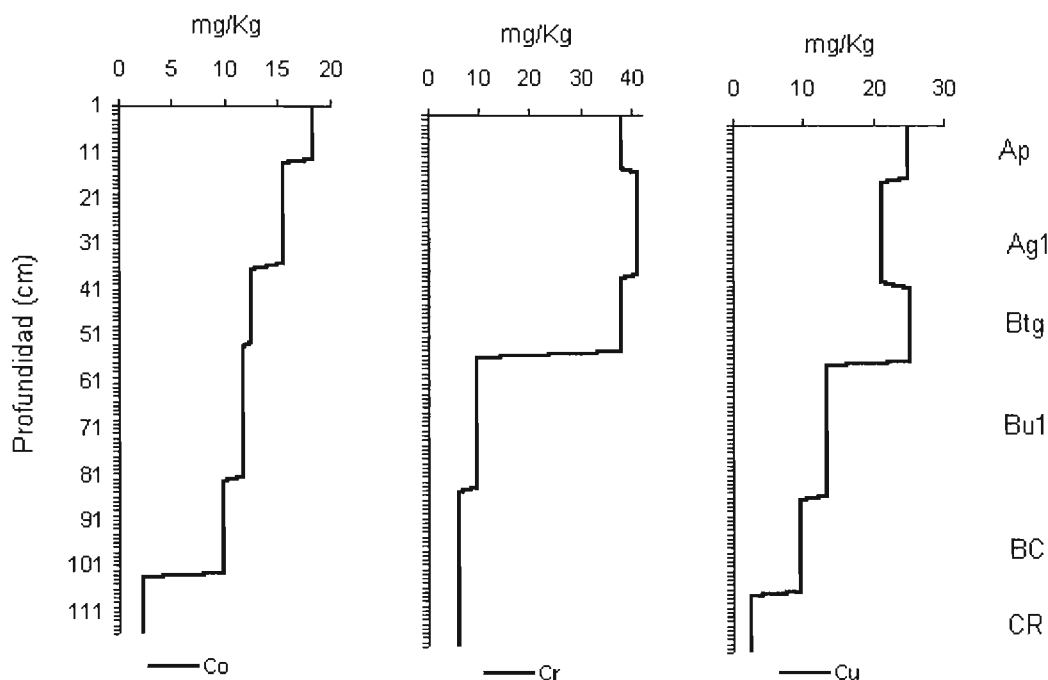 mg/Kg
mg/Kg
mg/Kg
0 5 10 15 20
0 10 20 30 40
0 10 20 30
1
11
21
31
41
51
61
71
81
91
101
111
Profundidad (cm)
Ap
Ag1
Btg
Bu1
BC
CR
Co
Cr
Cu